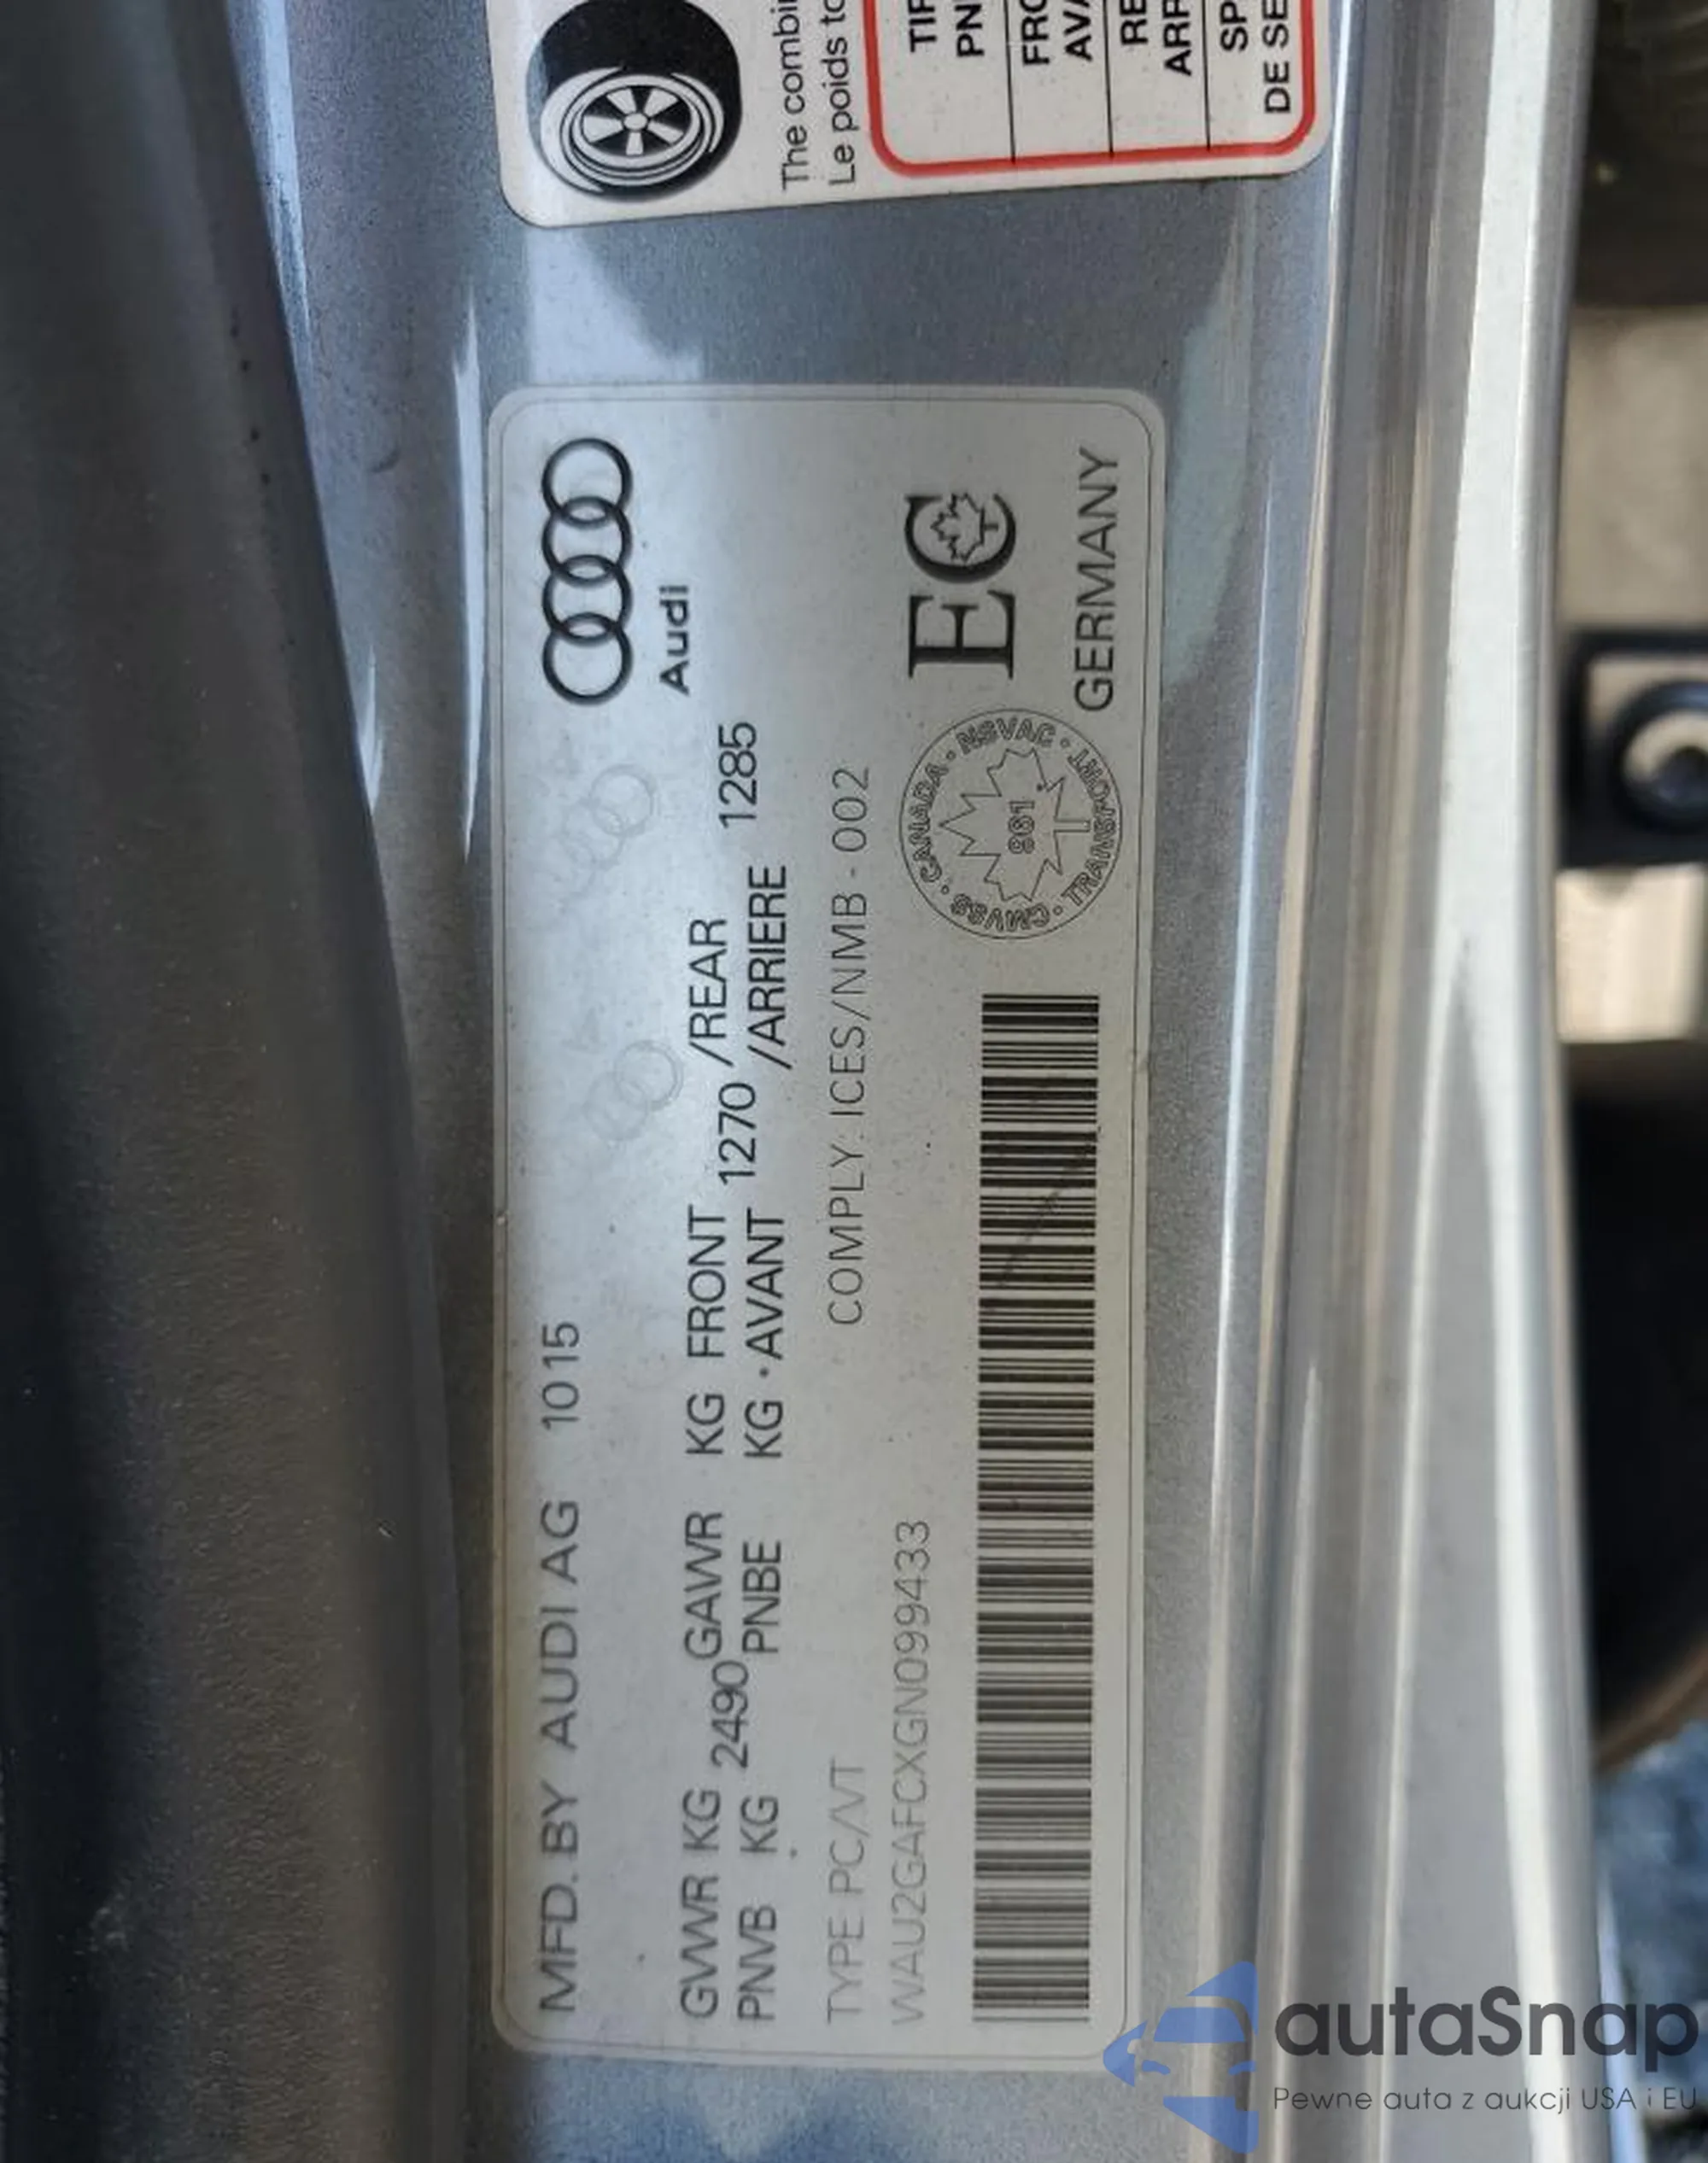 The combi
Le poids to
TIR
PN
FRO
AVA
RE
ARR
SP
DE SE
Audi
MFD. BY AUDI AG 1015
GVWR KG 2490 GAWR KG FRONT 1270 /REAR 1285
PNVB KG PNBE KG AVANT /ARRIERE
TYPE PC/VT COMPLY: ICES/NMB-002
WAU2GAFCXGN099433
CANADA · NSVAC · TRANSPORT · CMVSS ·
861
EC
GERMANY
autaSnap
Pewne auta z aukcji USA i EU